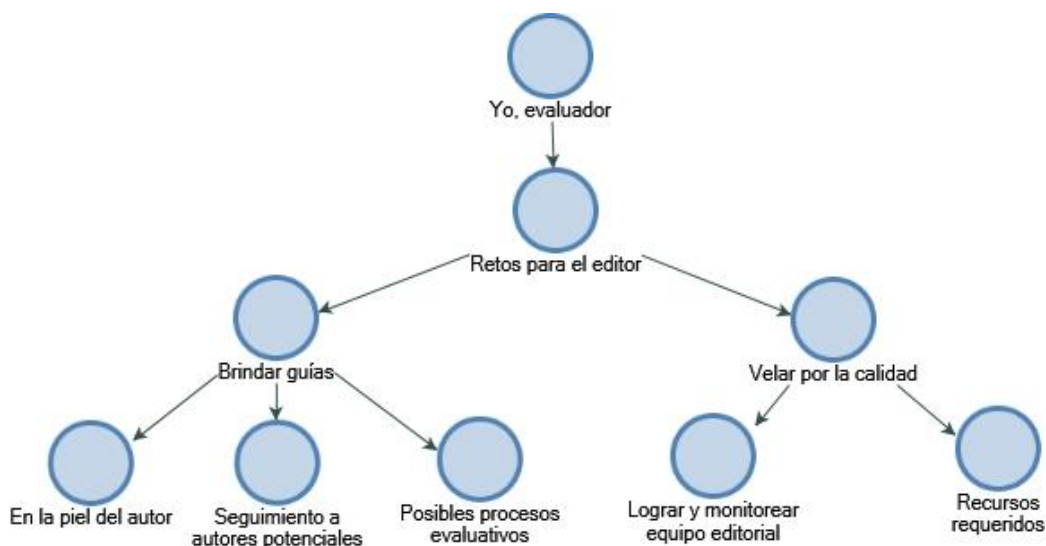 Yo, evaluador
Retos para el editor
Brindar guías
Velar por la calidad
En la piel del autor
Seguimiento a
autores potenciales
Posibles procesos
evaluativos
Lograr y monitorear
equipo editorial
Recursos
requeridos